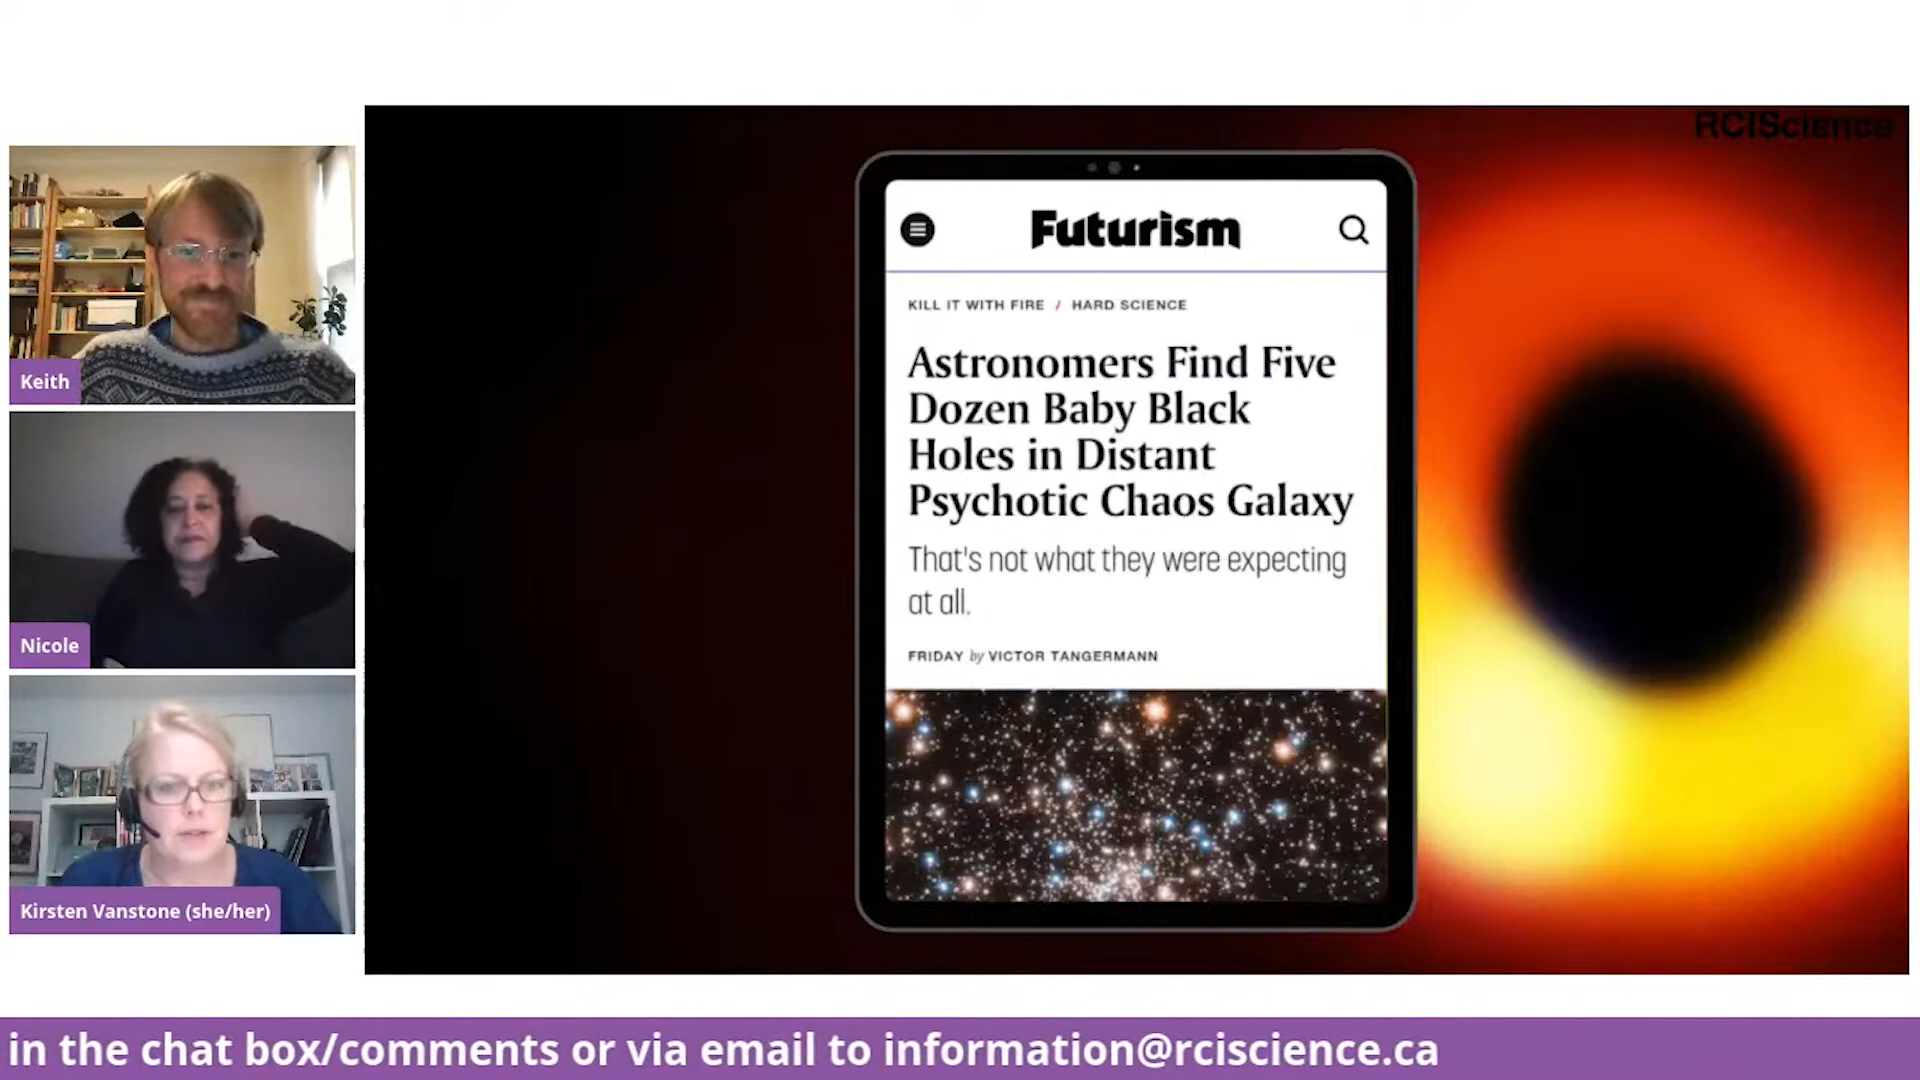 RCIScience
Keith
Nicole
Kirsten Vanstone (she/her)
Futurism
KILL IT WITH FIRE / HARD SCIENCE
Astronomers Find Five
Dozen Baby Black
Holes in Distant
Psychotic Chaos Galaxy
That's not what they were expecting
at all.
FRIDAY by VICTOR TANGERMANN
in the chat box/comments or via email to information@rciscience.ca